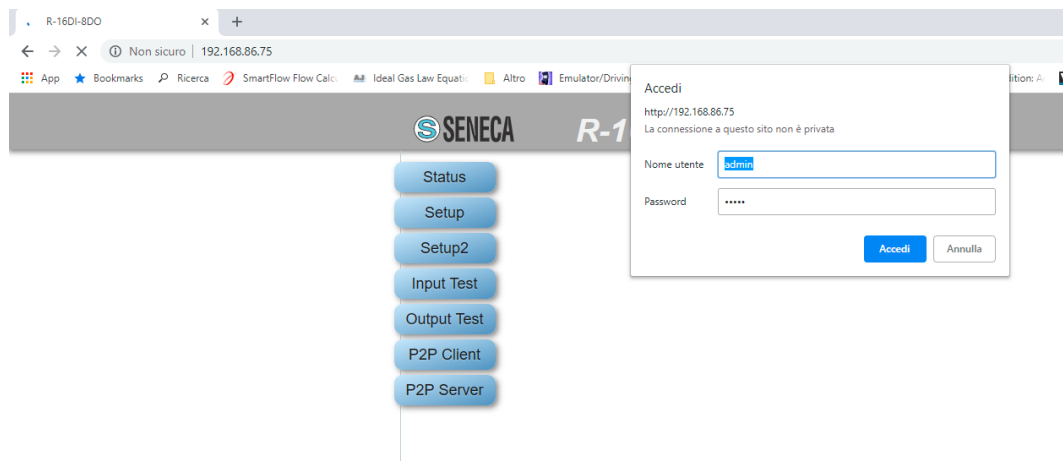 R-16DI-8DO
Non sicuro | 192.168.86.75
App Bookmarks Ricerca SmartFlow Flow Calc Ideal Gas Law Equatic Altro Emulator/Driving
Accedi
http://192.168.86.75
La connessione a questo sito non è privata
Nome utente admin
Password •••••
Accedi Annulla
SENECA R-1
Status
Setup
Setup2
Input Test
Output Test
P2P Client
P2P Server